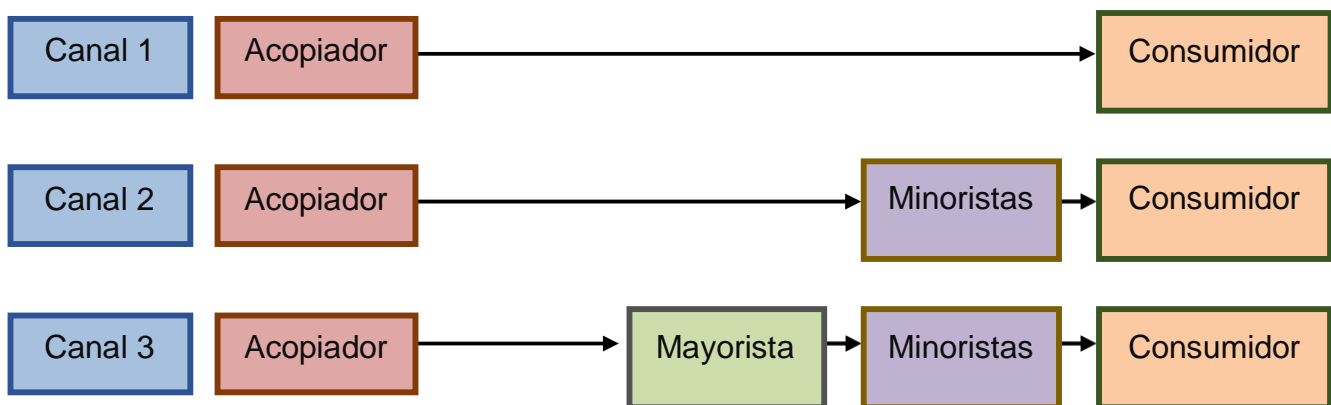 Canal 1 Acopiador Consumidor
Canal 2 Acopiador Minoristas Consumidor
Canal 3 Acopiador Mayorista Minoristas Consumidor